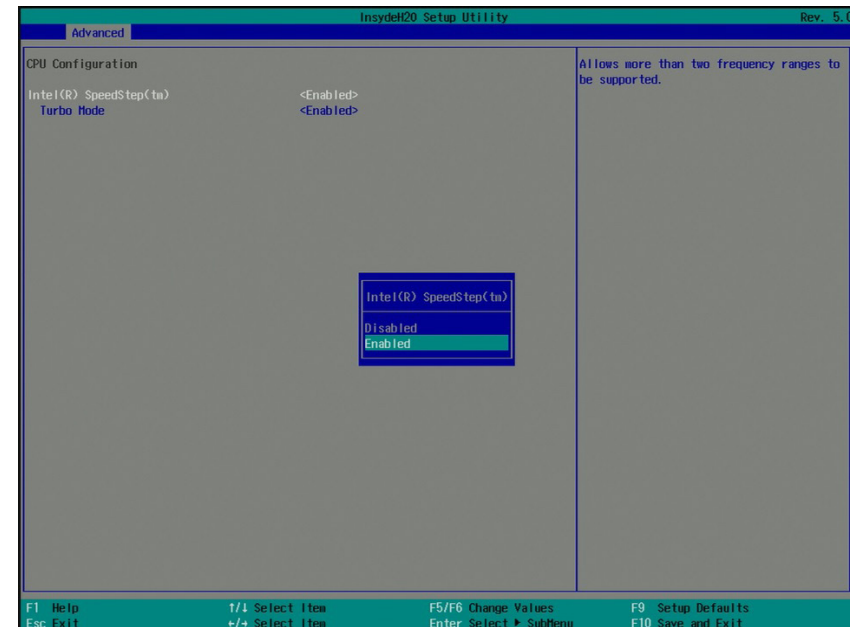 InsydeH20 Setup Utility Rev. 5.0
Advanced
CPU Configuration
Intel(R) SpeedStep(tm) <Enabled>
Turbo Mode <Enabled>
Allows more than two frequency ranges to
be supported.
Intel(R) SpeedStep(tm)
Disabled
Enabled
F1 Help ↑/↓ Select Item F5/F6 Change Values F9 Setup Defaults
Esc Exit ←/→ Select Item Enter Select ► SubMenu F10 Save and Exit